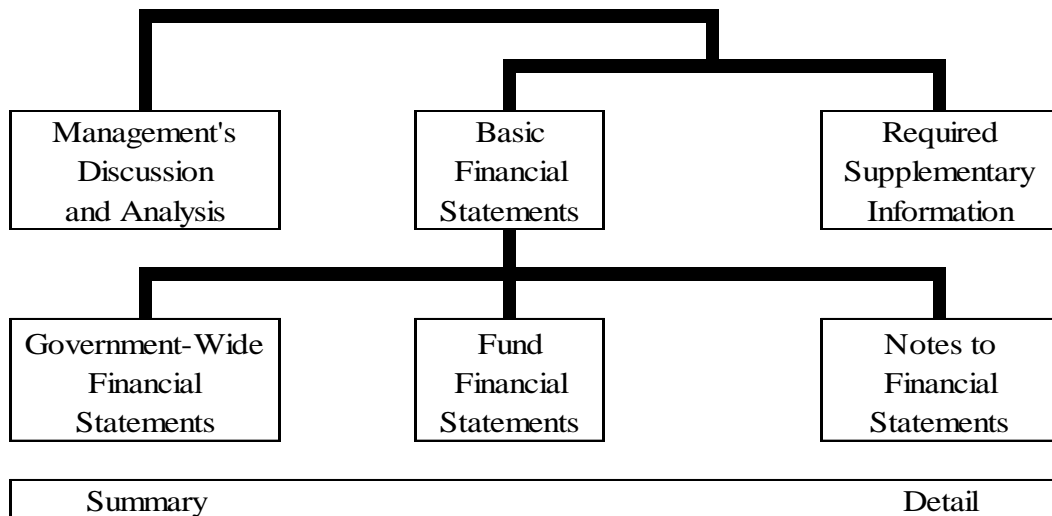 Management's
Discussion
and Analysis
Basic
Financial
Statements
Required
Supplementary
Information
Government-Wide
Financial
Statements
Fund
Financial
Statements
Notes to
Financial
Statements
Summary
Detail